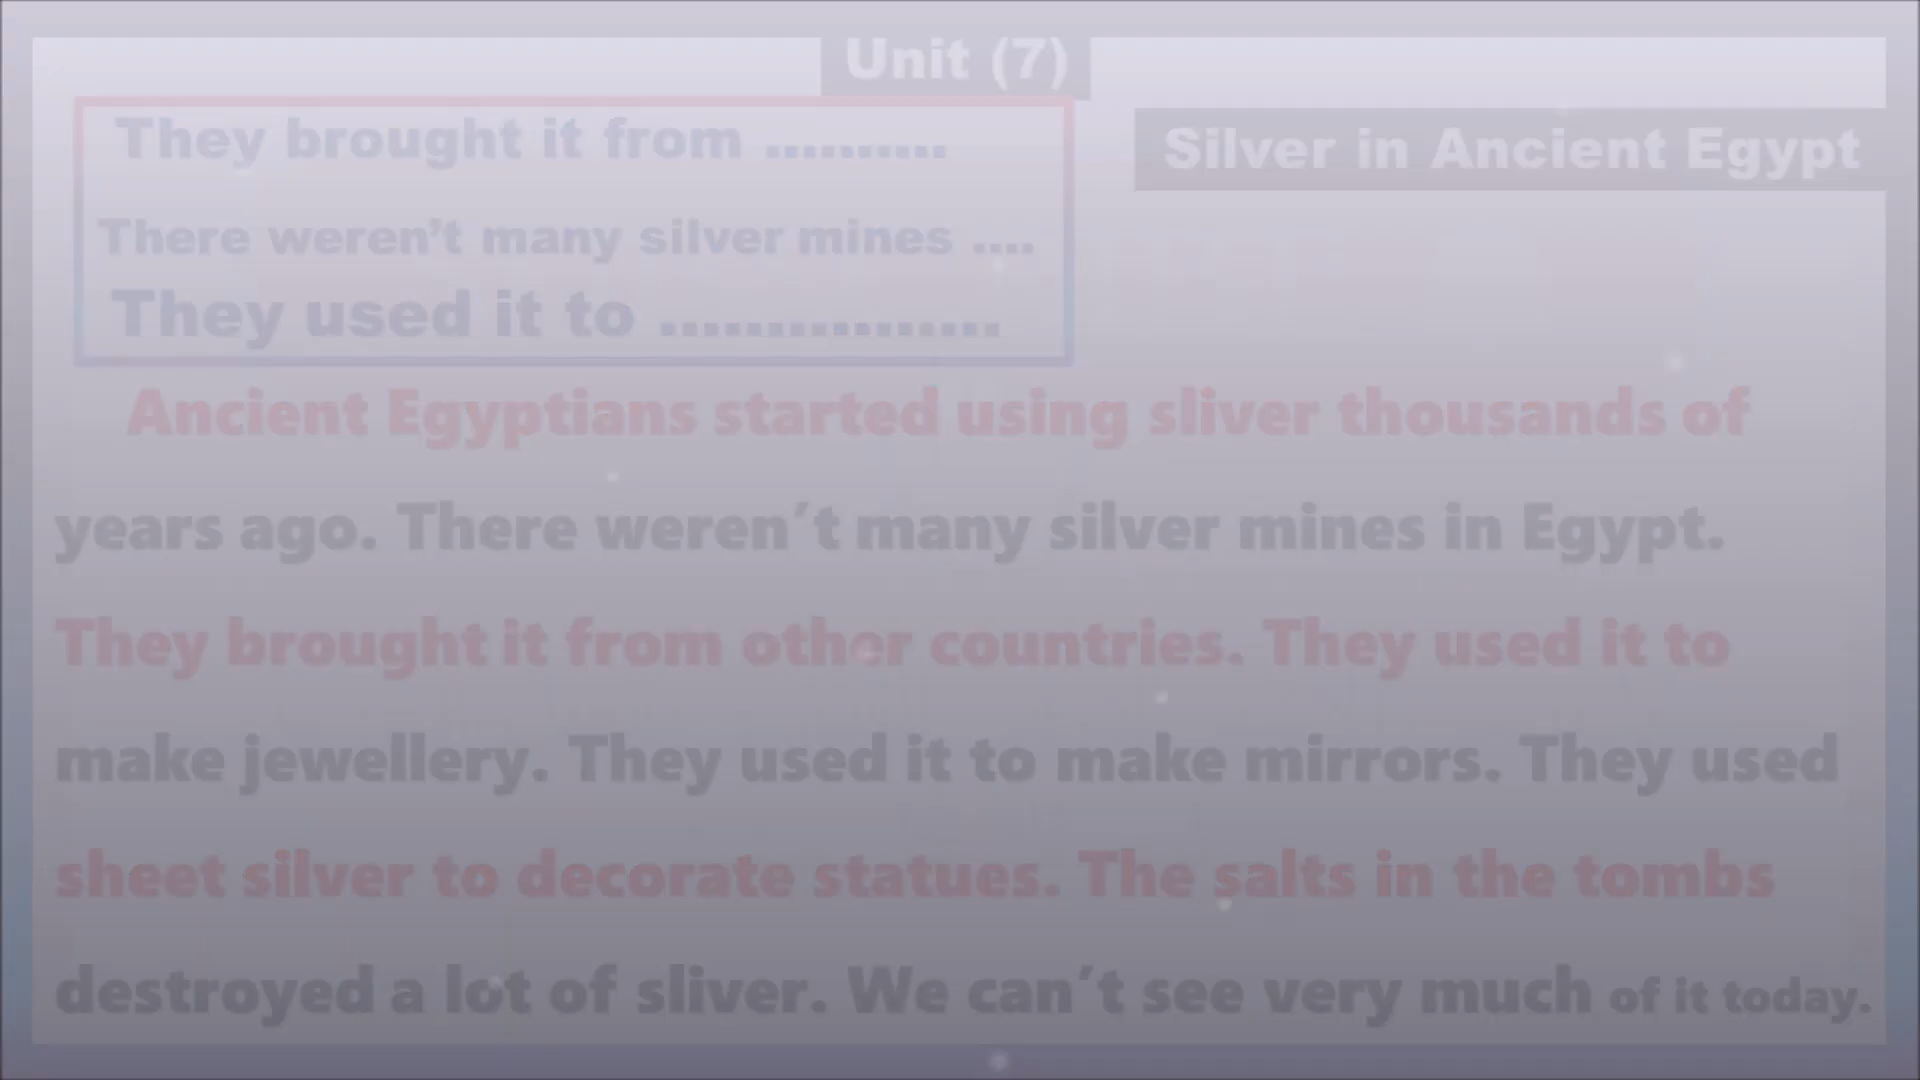 Unit (7)
They brought it from ..........
Silver in Ancient Egypt
There weren't many silver mines ....
They used it to ................
Ancient Egyptians started using sliver thousands of
years ago. There weren´t many silver mines in Egypt.
They brought it from other countries. They used it to
make jewellery. They used it to make mirrors. They used
sheet silver to decorate statues. The salts in the tombs
destroyed a lot of sliver. We can´t see very much of it today.